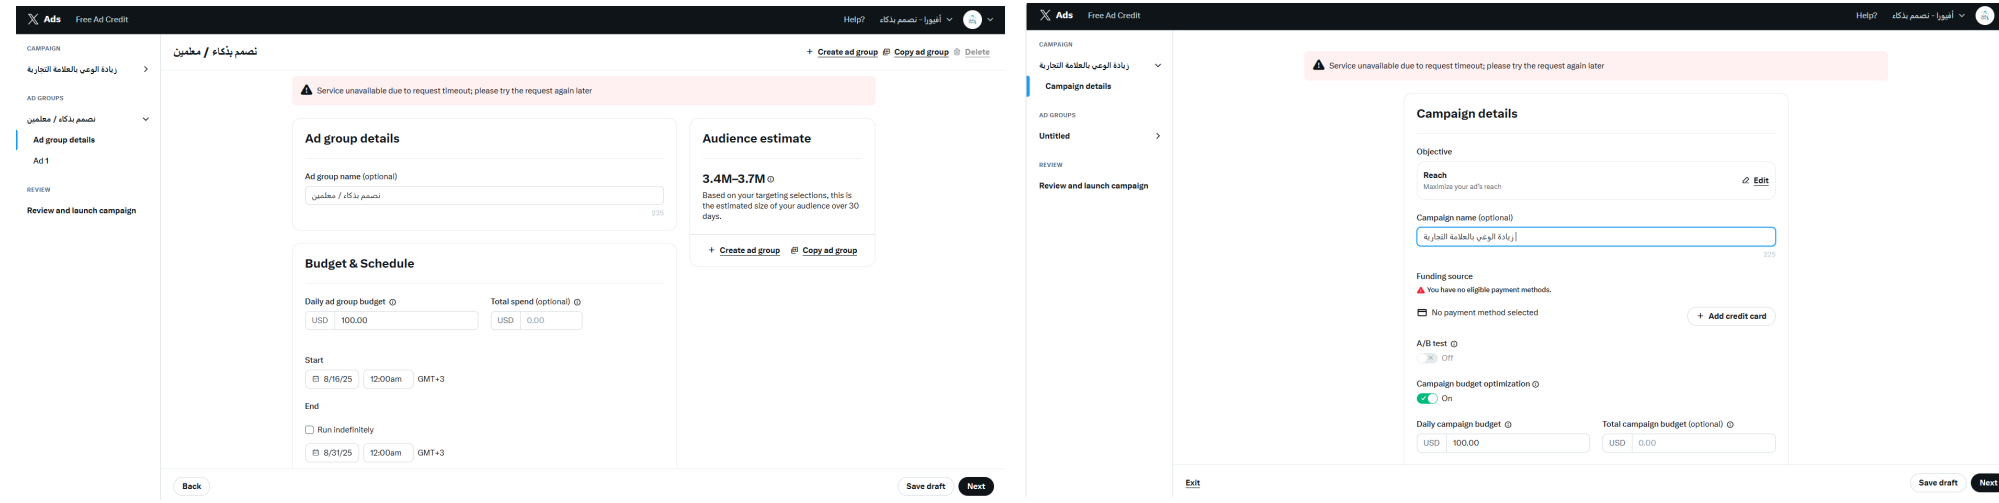 X Ads Free Ad Credit Help? أفيورا - نصمم بذكاء
CAMPAIGN
زيادة الوعي بالعلامة التجارية
AD GROUPS
نصمم بذكاء / معلمين
Ad group details
Ad 1
REVIEW
Review and launch campaign
نصمم بذكاء / معلمين
+ Create ad group Copy ad group Delete
Service unavailable due to request timeout; please try the request again later
Ad group details
Ad group name (optional)
نصمم بذكاء / معلمين
235
Budget & Schedule
Daily ad group budget Total spend (optional)
USD 100.00 USD 0.00
Start
8/16/25 12:00am GMT+3
End
Run indefinitely
8/31/25 12:00am GMT+3
Audience estimate
3.4M–3.7M
Based on your targeting selections, this is
the estimated size of your audience over 30
days.
+ Create ad group Copy ad group
Back Save draft Next
X Ads Free Ad Credit Help? أفيورا - نصمم بذكاء
CAMPAIGN
زيادة الوعي بالعلامة التجارية
Campaign details
AD GROUPS
Untitled
REVIEW
Review and launch campaign
Service unavailable due to request timeout; please try the request again later
Campaign details
Objective
Reach
Maximize your ad's reach
Edit
Campaign name (optional)
زيادة الوعي بالعلامة التجارية
225
Funding source
You have no eligible payment methods.
No payment method selected
+ Add credit card
A/B test
Off
Campaign budget optimization
On
Daily campaign budget Total campaign budget (optional)
USD 100.00 USD 0.00
Exit Save draft Next